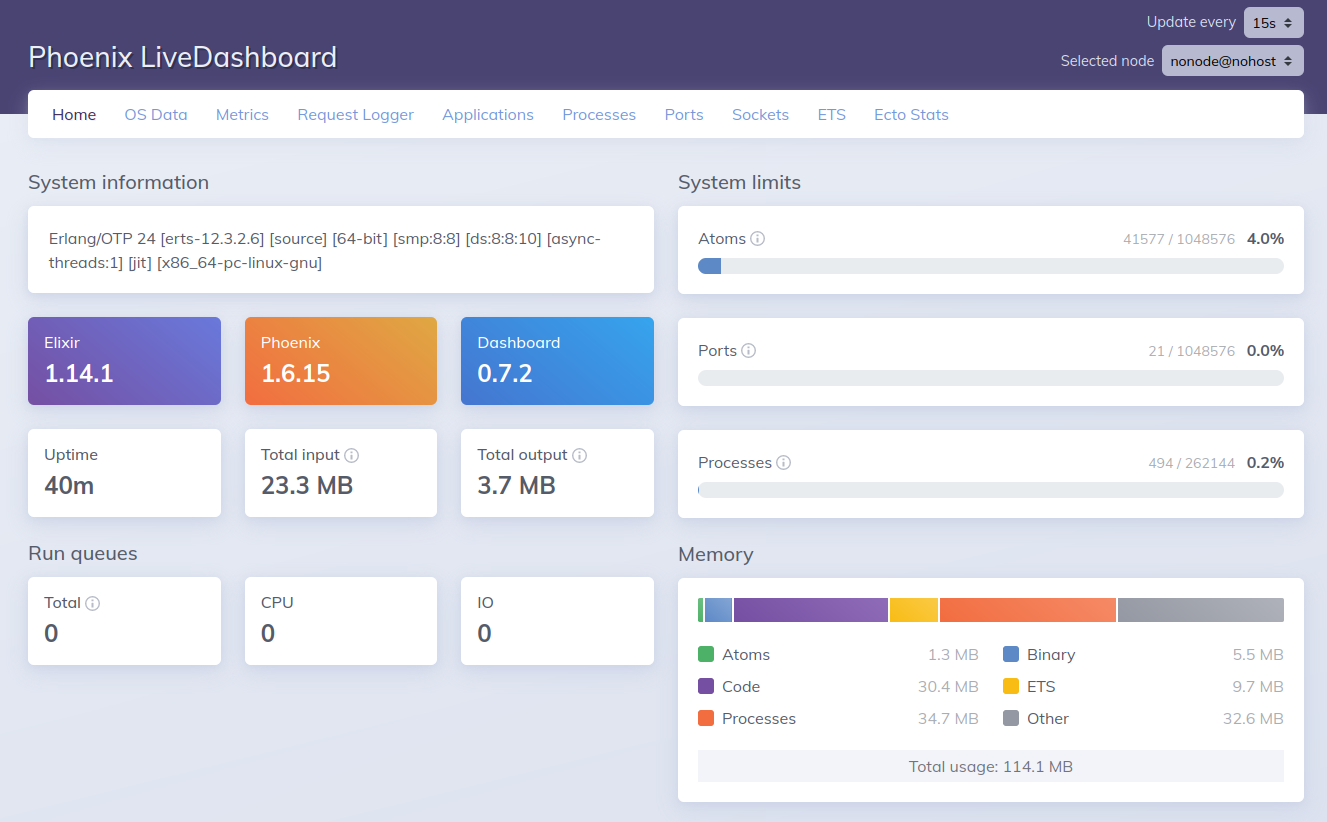 Update every 15s
Phoenix LiveDashboard
Selected node nonode@nohost
Home OS Data Metrics Request Logger Applications Processes Ports Sockets ETS Ecto Stats
System information
Erlang/OTP 24 [erts-12.3.2.6] [source] [64-bit] [smp:8:8] [ds:8:8:10] [async-
threads:1] [jit] [x86_64-pc-linux-gnu]
Elixir
1.14.1
Phoenix
1.6.15
Dashboard
0.7.2
Uptime
40m
Total input
23.3 MB
Total output
3.7 MB
Run queues
Total
0
CPU
0
IO
0
System limits
Atoms 41577 / 1048576 4.0%
Ports 21 / 1048576 0.0%
Processes 494 / 262144 0.2%
Memory
Atoms 1.3 MB Binary 5.5 MB
Code 30.4 MB ETS 9.7 MB
Processes 34.7 MB Other 32.6 MB
Total usage: 114.1 MB